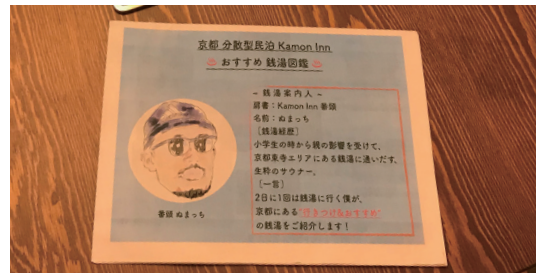 京都 分散型民泊 Kamon Inn
♨ おすすめ 銭湯図鑑 ♨
~ 銭湯案内人 ~
肩書：Kamon Inn 番頭
名前：ぬまっち
〔銭湯経歴〕
小学生の時から親の影響を受けて、
京都東寺エリアにある銭湯に通いだす。
生粋のサウナー。
〔一言〕
2日に1回は銭湯に行く僕が、
京都にある"行きつけ&おすすめ"
の銭湯をご紹介します！
番頭 ぬまっち